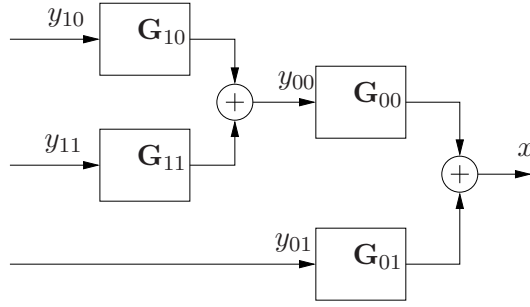 y₁₀ G₁₀
y₀₀ G₀₀
+
y₁₁ G₁₁
x
+
y₀₁ G₀₁